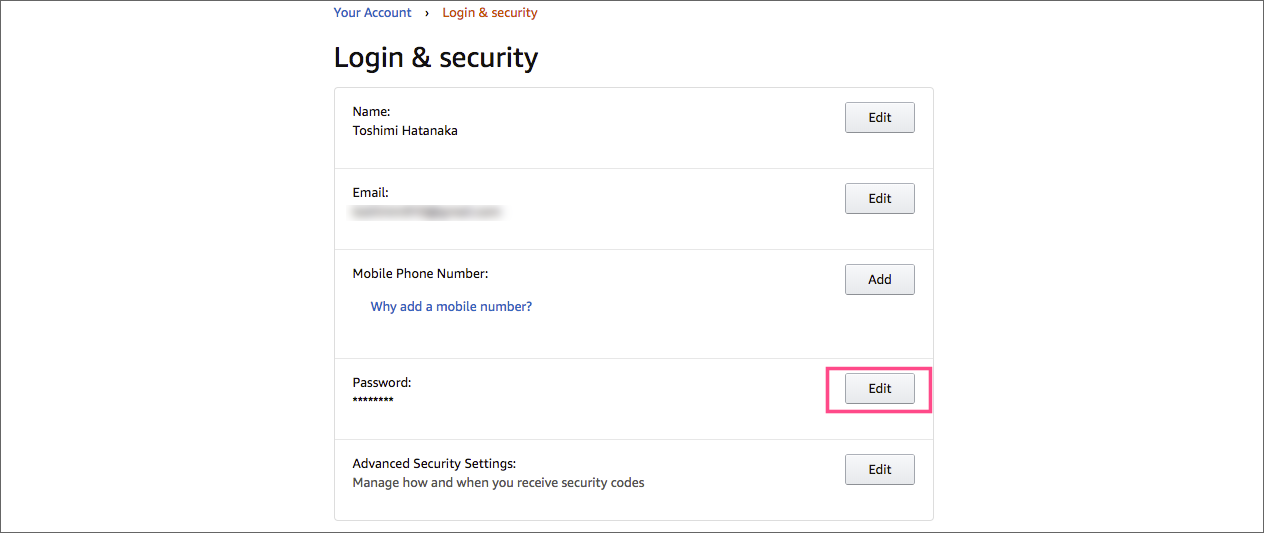 Your Account › Login & security
Login & security
Name:
Toshimi Hatanaka
Edit
Email:
Edit
Mobile Phone Number:
Add
Why add a mobile number?
Password:
********
Edit
Advanced Security Settings:
Manage how and when you receive security codes
Edit